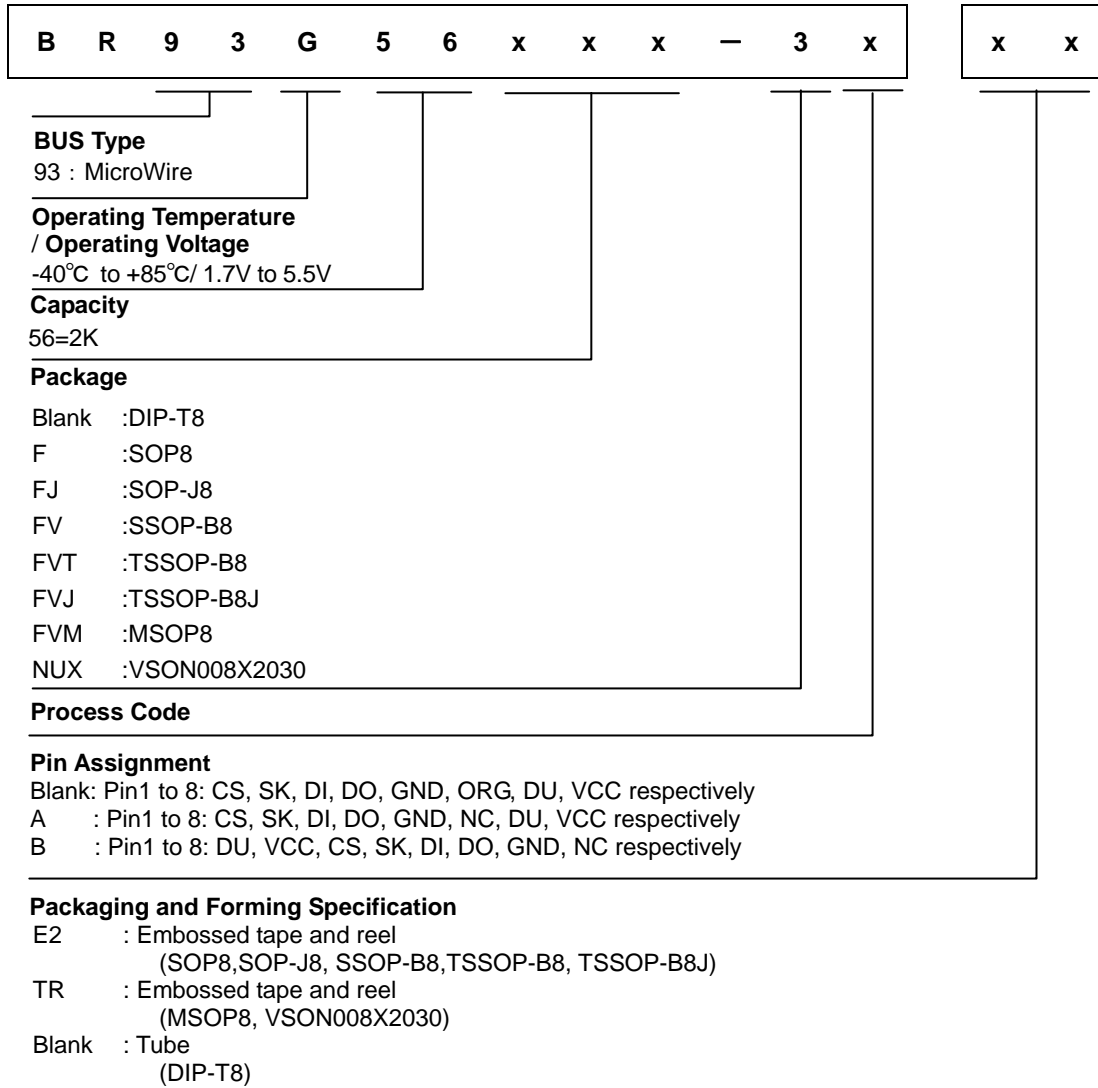 B R 9 3 G 5 6 x x x － 3 x x x
BUS Type
93 : MicroWire
Operating Temperature
/ Operating Voltage
-40℃ to +85℃/ 1.7V to 5.5V
Capacity
56=2K
Package
Blank :DIP-T8
F :SOP8
FJ :SOP-J8
FV :SSOP-B8
FVT :TSSOP-B8
FVJ :TSSOP-B8J
FVM :MSOP8
NUX :VSON008X2030
Process Code
Pin Assignment
Blank: Pin1 to 8: CS, SK, DI, DO, GND, ORG, DU, VCC respectively
A : Pin1 to 8: CS, SK, DI, DO, GND, NC, DU, VCC respectively
B : Pin1 to 8: DU, VCC, CS, SK, DI, DO, GND, NC respectively
Packaging and Forming Specification
E2 : Embossed tape and reel
(SOP8,SOP-J8, SSOP-B8,TSSOP-B8, TSSOP-B8J)
TR : Embossed tape and reel
(MSOP8, VSON008X2030)
Blank : Tube
(DIP-T8)